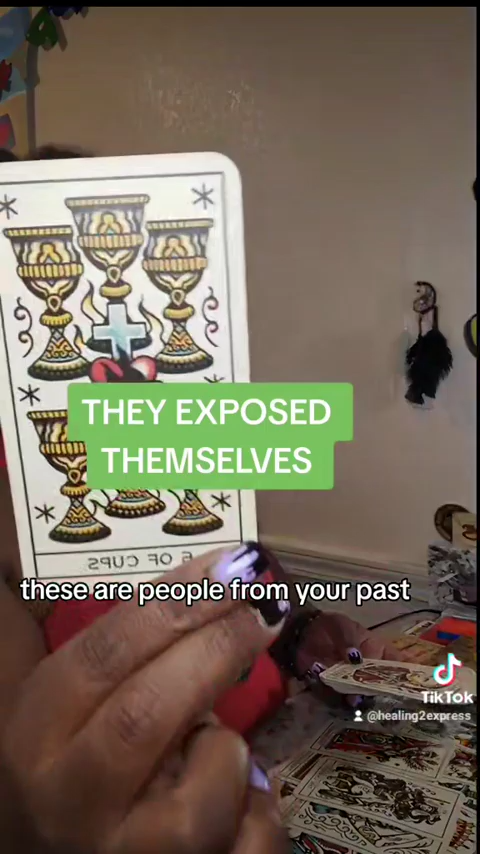 THEY EXPOSED
THEMSELVES
6 OF CUPS
these are people from your past
TikTok
@healing2express